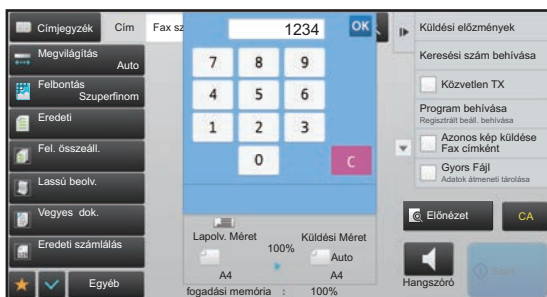 Címjegyzék
Cím
Fax sz
1234
OK
Megvilágítás
Auto
Felbontás
Szuperfinom
Eredeti
Fel. összeáll.
Lassú beolv.
Vegyes dok.
Eredeti számlálás
Egyéb
7 8 9
4 5 6
1 2 3
0 C
Lapolv. Méret
100%
Küldési Méret
Auto
A4
A4
fogadási memória : 100%
Küldési előzmények
Keresési szám behívása
Közvetlen TX
Program behívása
Regisztrált beáll. behívása
Azonos kép küldése
Fax címként
Gyors Fájl
Adatok átmeneti tárolása
Előnézet
CA
Hangszóró
Start